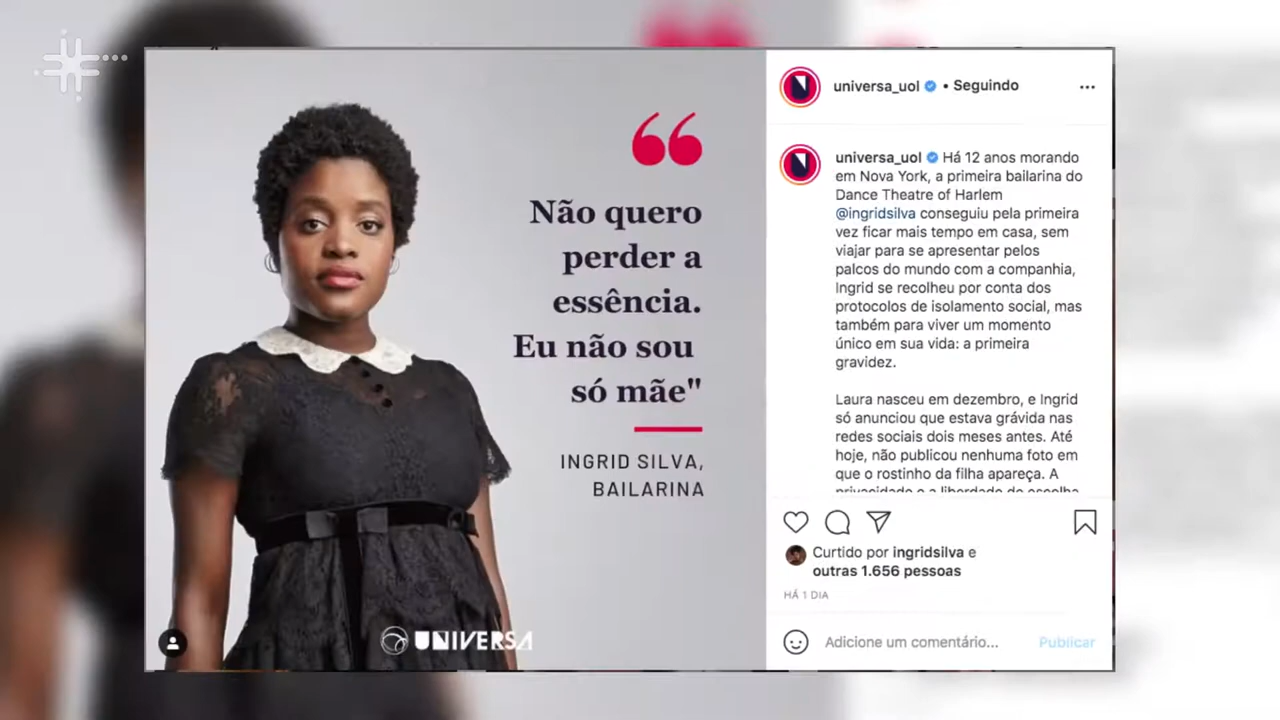 “
Não quero
perder a
essência.
Eu não sou
só mãe"
INGRID SILVA,
BAILARINA
UNIVERSA
universa_uol • Seguindo
universa_uol Há 12 anos morando
em Nova York, a primeira bailarina do
Dance Theatre of Harlem
@ingridsilva conseguiu pela primeira
vez ficar mais tempo em casa, sem
viajar para se apresentar pelos
palcos do mundo com a companhia,
Ingrid se recolheu por conta dos
protocolos de isolamento social, mas
também para viver um momento
único em sua vida: a primeira
gravidez.
Laura nasceu em dezembro, e Ingrid
só anunciou que estava grávida nas
redes sociais dois meses antes. Até
hoje, não publicou nenhuma foto em
que o rostinho da filha apareça. A
privacidade e a liberdade de escolha
Curtido por ingridsilva e
outras 1.656 pessoas
HÁ 1 DIA
Adicione um comentário... Publicar